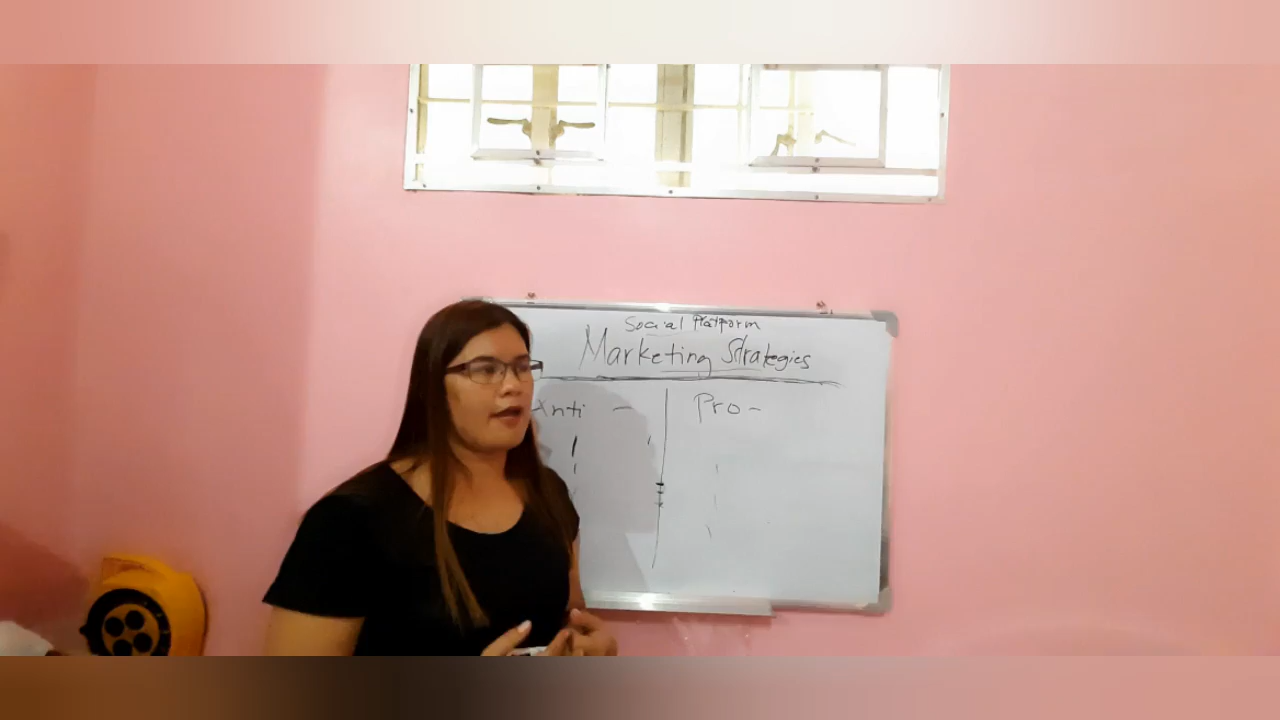 Social Platform
Marketing Strategies
Anti - Pro -